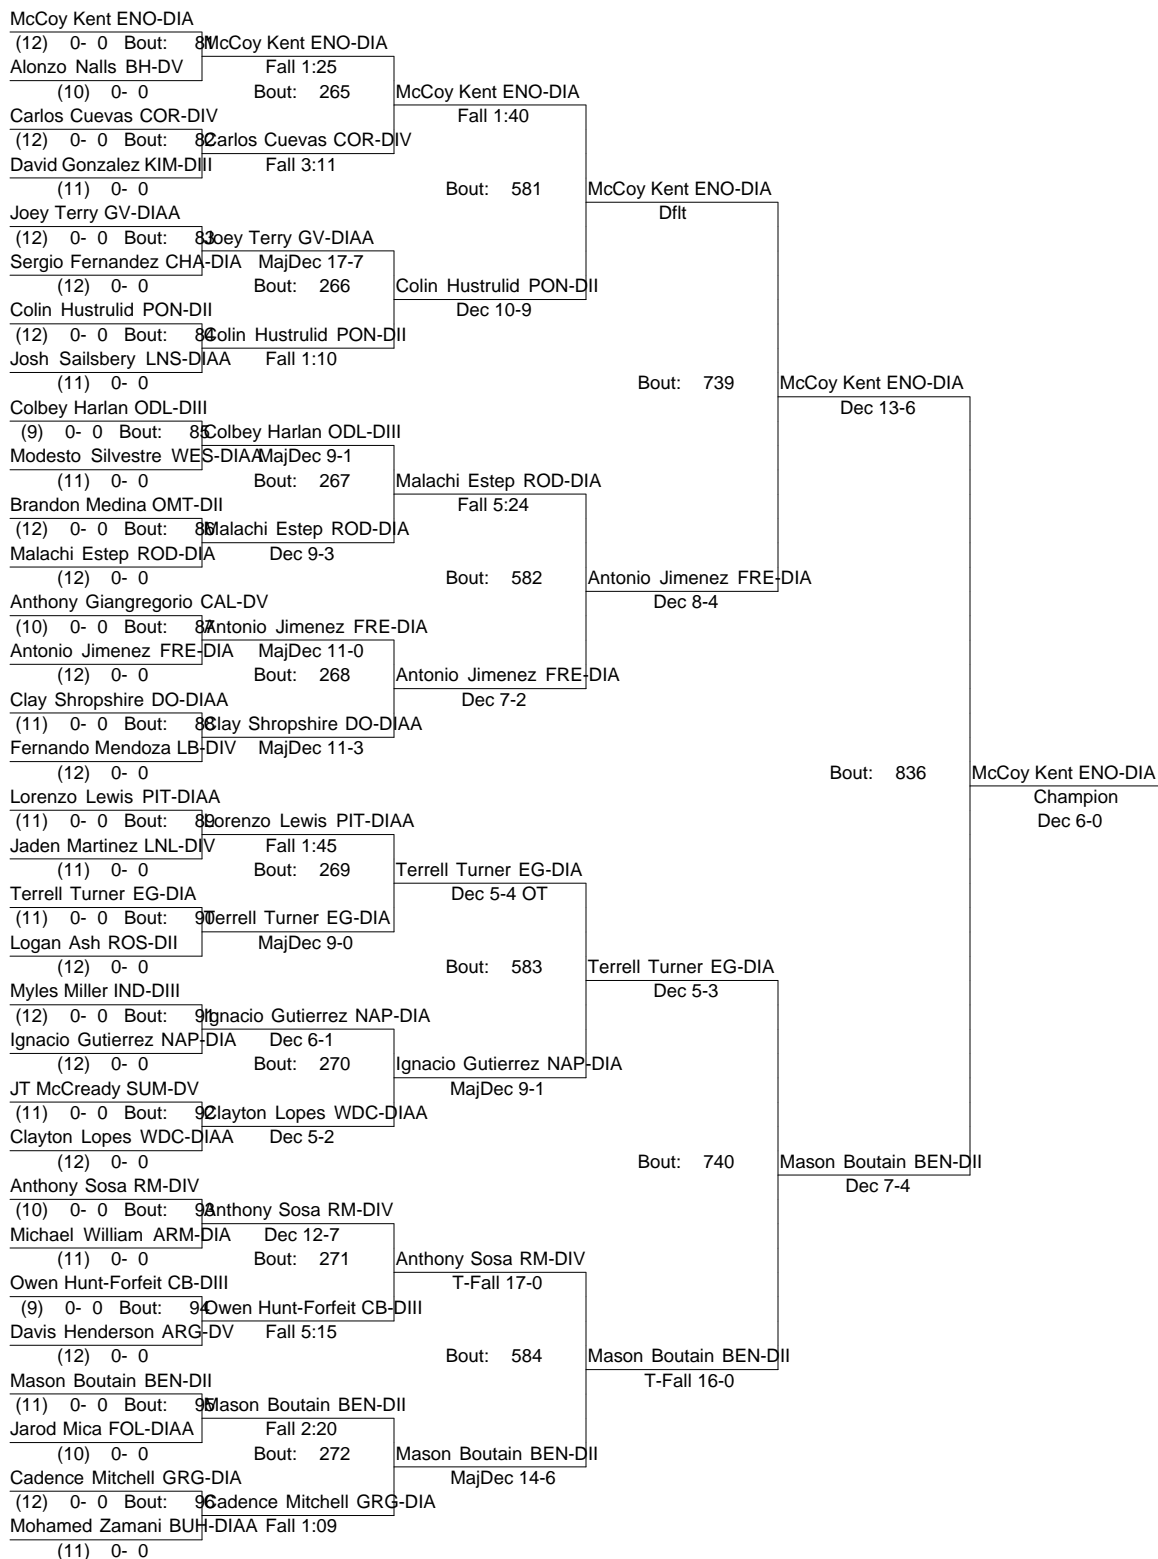 McCoy Kent ENO-DIA
(12) 0- 0 Bout: 81 McCoy Kent ENO-DIA
Alonzo Nalls BH-DV Fall 1:25
(10) 0- 0 Bout: 265 McCoy Kent ENO-DIA
Carlos Cuevas COR-DIV Fall 1:40
(12) 0- 0 Bout: 82 Carlos Cuevas COR-DIV
David Gonzalez KIM-DIII Fall 3:11
(11) 0- 0 Bout: 581 McCoy Kent ENO-DIA
Joey Terry GV-DIAA Dflt
(12) 0- 0 Bout: 83 Joey Terry GV-DIAA
Sergio Fernandez CHA-DIA MajDec 17-7
(12) 0- 0 Bout: 266 Colin Hustrulid PON-DII
Colin Hustrulid PON-DII Dec 10-9
(12) 0- 0 Bout: 84 Colin Hustrulid PON-DII
Josh Sailsbery LNS-DIAA Fall 1:10
(11) 0- 0 Bout: 739 McCoy Kent ENO-DIA
Colbey Harlan ODL-DIII Dec 13-6
(9) 0- 0 Bout: 85 Colbey Harlan ODL-DIII
Modesto Silvestre WES-DIAA MajDec 9-1
(11) 0- 0 Bout: 267 Malachi Estep ROD-DIA
Brandon Medina OMT-DII Fall 5:24
(12) 0- 0 Bout: 86 Malachi Estep ROD-DIA
Malachi Estep ROD-DIA Dec 9-3
(12) 0- 0 Bout: 582 Antonio Jimenez FRE-DIA
Anthony Giangregorio CAL-DV Dec 8-4
(10) 0- 0 Bout: 87 Antonio Jimenez FRE-DIA
Antonio Jimenez FRE-DIA MajDec 11-0
(12) 0- 0 Bout: 268 Antonio Jimenez FRE-DIA
Clay Shropshire DO-DIAA Dec 7-2
(11) 0- 0 Bout: 88 Clay Shropshire DO-DIAA
Fernando Mendoza LB-DIV MajDec 11-3
(12) 0- 0 Bout: 836 McCoy Kent ENO-DIA
Lorenzo Lewis PIT-DIAA Champion
(11) 0- 0 Bout: 89 Lorenzo Lewis PIT-DIAA Dec 6-0
Jaden Martinez LNL-DIV Fall 1:45
(11) 0- 0 Bout: 269 Terrell Turner EG-DIA
Terrell Turner EG-DIA Dec 5-4 OT
(11) 0- 0 Bout: 90 Terrell Turner EG-DIA
Logan Ash ROS-DII MajDec 9-0
(12) 0- 0 Bout: 583 Terrell Turner EG-DIA
Myles Miller IND-DIII Dec 5-3
(12) 0- 0 Bout: 91 Ignacio Gutierrez NAP-DIA
Ignacio Gutierrez NAP-DIA Dec 6-1
(12) 0- 0 Bout: 270 Ignacio Gutierrez NAP-DIA
JT McCready SUM-DV MajDec 9-1
(11) 0- 0 Bout: 92 Clayton Lopes WDC-DIAA
Clayton Lopes WDC-DIAA Dec 5-2
(12) 0- 0 Bout: 740 Mason Boutain BEN-DII
Anthony Sosa RM-DIV Dec 7-4
(10) 0- 0 Bout: 93 Anthony Sosa RM-DIV
Michael William ARM-DIA Dec 12-7
(11) 0- 0 Bout: 271 Anthony Sosa RM-DIV
Owen Hunt-Forfeit CB-DIII T-Fall 17-0
(9) 0- 0 Bout: 94 Owen Hunt-Forfeit CB-DIII
Davis Henderson ARG-DV Fall 5:15
(12) 0- 0 Bout: 584 Mason Boutain BEN-DII
Mason Boutain BEN-DII T-Fall 16-0
(11) 0- 0 Bout: 95 Mason Boutain BEN-DII
Jarod Mica FOL-DIAA Fall 2:20
(10) 0- 0 Bout: 272 Mason Boutain BEN-DII
Cadence Mitchell GRG-DIA MajDec 14-6
(12) 0- 0 Bout: 96 Cadence Mitchell GRG-DIA
Mohamed Zamani BUH-DIAA Fall 1:09
(11) 0- 0